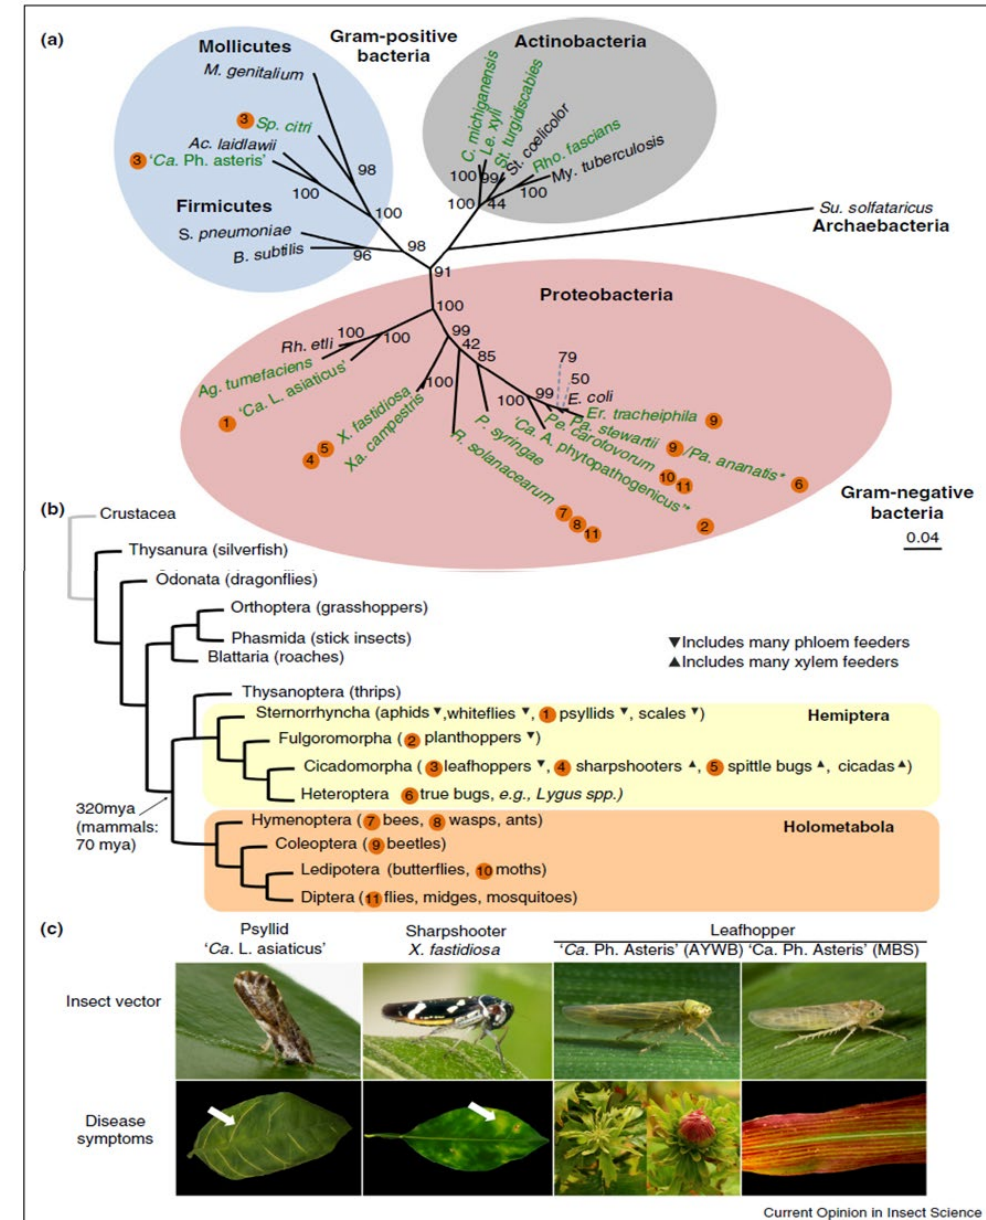 (a)
Mollicutes
Gram-positive
bacteria
Actinobacteria
M. genitalium
3 Sp. citri
Ac. laidlawii
3 ‘Ca. Ph. asteris’
98
100
100
Firmicutes
S. pneumoniae
B. subtilis
96
98
C. michiganensis
Le. xyli
St. turgidiscabies
St. coelicolor
Rho. fascians
My. tuberculosis
100
99
100
100
44
Su. solfataricus
Archaebacteria
91
Proteobacteria
100
Rh. etli
100
100
Ag. tumefaciens
‘Ca. L. asiaticus’
1
99
42
85
100
X. fastidiosa
5
4
Xa. campestris
R. solanacearum
7
8
11
P. syringae
79
50
99
100
E. coli
Er. tracheiphila 9
Pa. stewartii 9 /Pa. ananatis* 6
Pe. carotovorum 10 11
‘Ca. A. phytopathogenicus’* 2
Gram-negative
bacteria
0.04
(b)
Crustacea
Thysanura (silverfish)
Odonata (dragflies)
Orthoptera (grasshoppers)
Phasmida (stick insects)
Blattaria (roaches)
▼Includes many phloem feeders
▲Includes many xylem feeders
Thysanoptera (thrips)
Sternorrhyncha (aphids ▼,whiteflies ▼, 1 psyllids ▼, scales ▼)
Hemiptera
Fulgoromorpha (2 planthoppers ▼)
Cicadomorpha (3 leafhoppers ▼, 4 sharpshooters ▲, 5 spittle bugs ▲, cicadas ▲)
Heteroptera 6 true bugs, e.g., Lygus spp.)
320mya
(mammals:
70 mya)
Hymenoptera (7 bees, 8 wasps, ants)
Holometabola
Coleoptera (9 beetles)
Ledipotera (butterflies, 10 moths)
Diptera (11 flies, midges, mosquitoes)
(c)
Psyllid
‘Ca. L. asiaticus’
Sharpshooter
X. fastidiosa
Leafhopper
‘Ca. Ph. Asteris’ (AYWB)
‘Ca. Ph. Asteris’ (MBS)
Insect vector
Disease
symptoms
Current Opinion in Insect Science